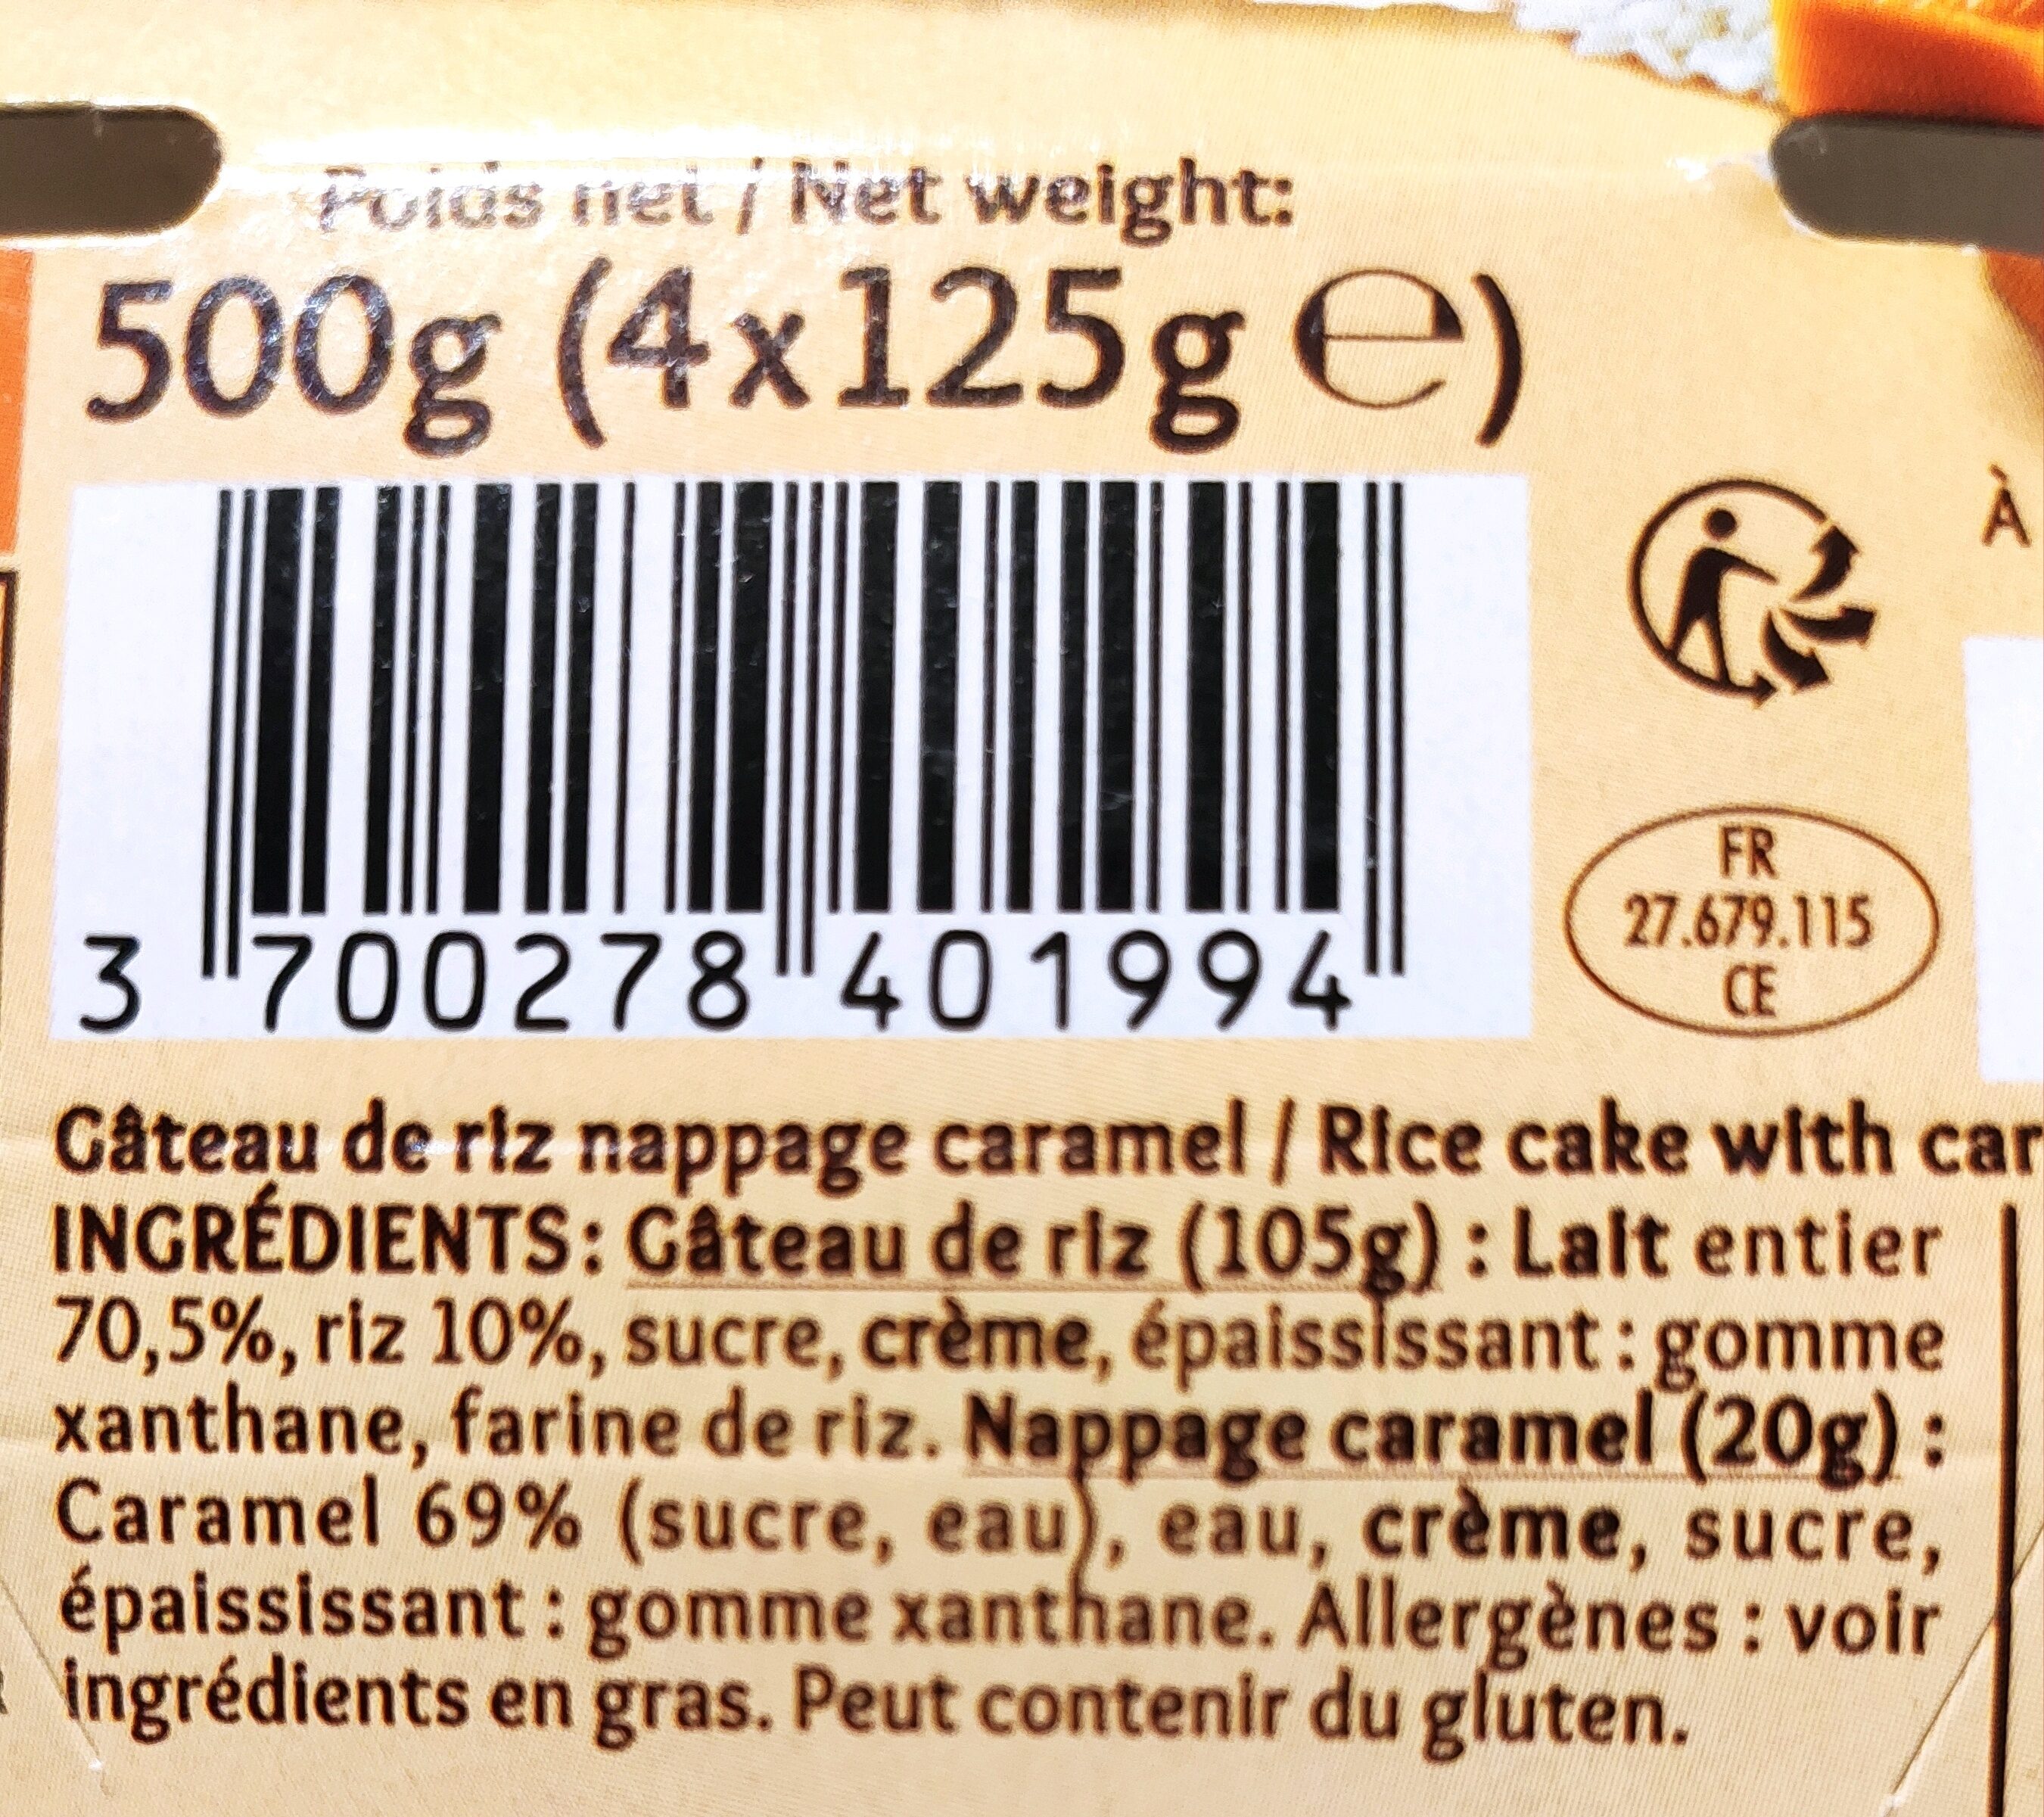 Poids net / Net weight:
500g (4x125g ℮)
3 700278 401994
À
FR
27.679.115
CE
Gâteau de riz nappage caramel / Rice cake with car
INGRÉDIENTS: Gâteau de riz (105g) : Lait entier
70,5%, riz 10%, sucre, crème, épaississant : gomme
xanthane, farine de riz. Nappage caramel (20g) :
Caramel 69% (sucre, eau), eau, crème, sucre,
épaississant : gomme xanthane. Allergènes : voir
ingrédients en gras. Peut contenir du gluten.